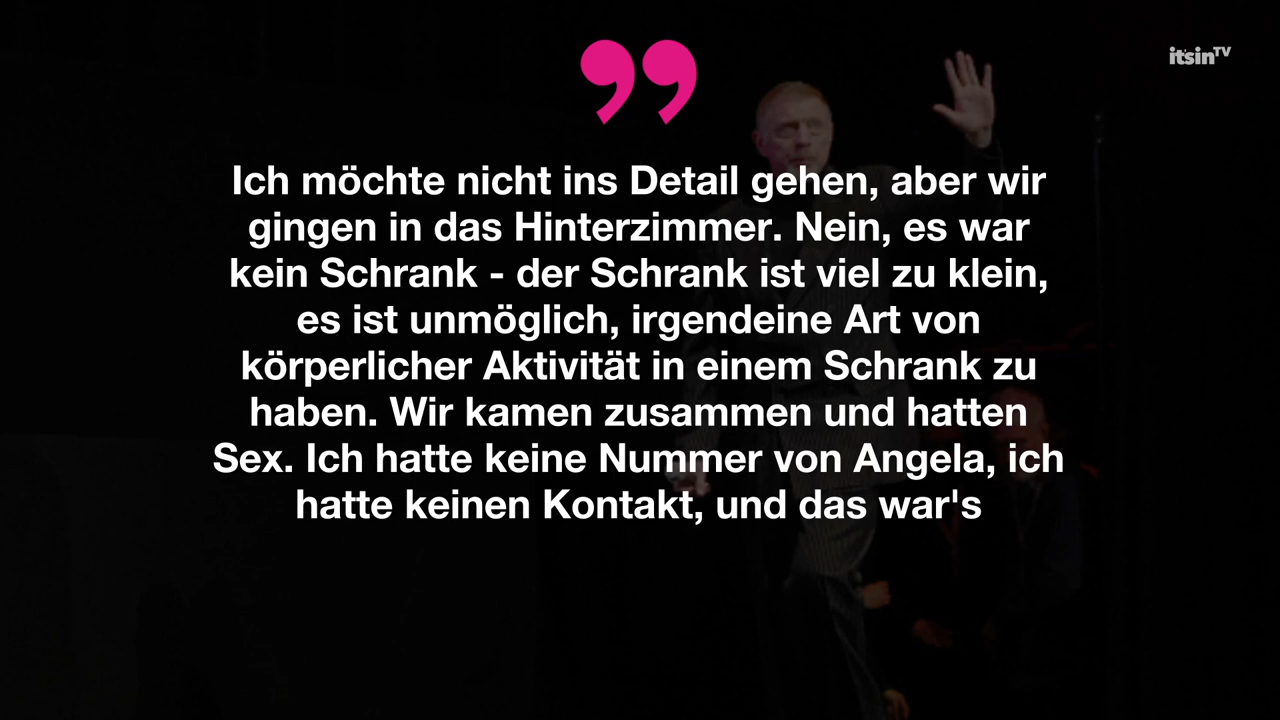 itsinTV
Ich möchte nicht ins Detail gehen, aber wir
gingen in das Hinterzimmer. Nein, es war
kein Schrank - der Schrank ist viel zu klein,
es ist unmöglich, irgendeine Art von
körperlicher Aktivität in einem Schrank zu
haben. Wir kamen zusammen und hatten
Sex. Ich hatte keine Nummer von Angela, ich
hatte keinen Kontakt, und das war's